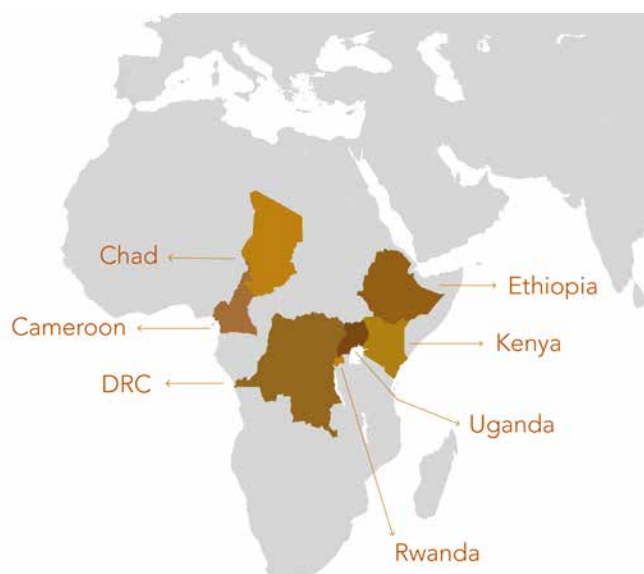 Chad
Ethiopia
Cameroon
Kenya
DRC
Uganda
Rwanda